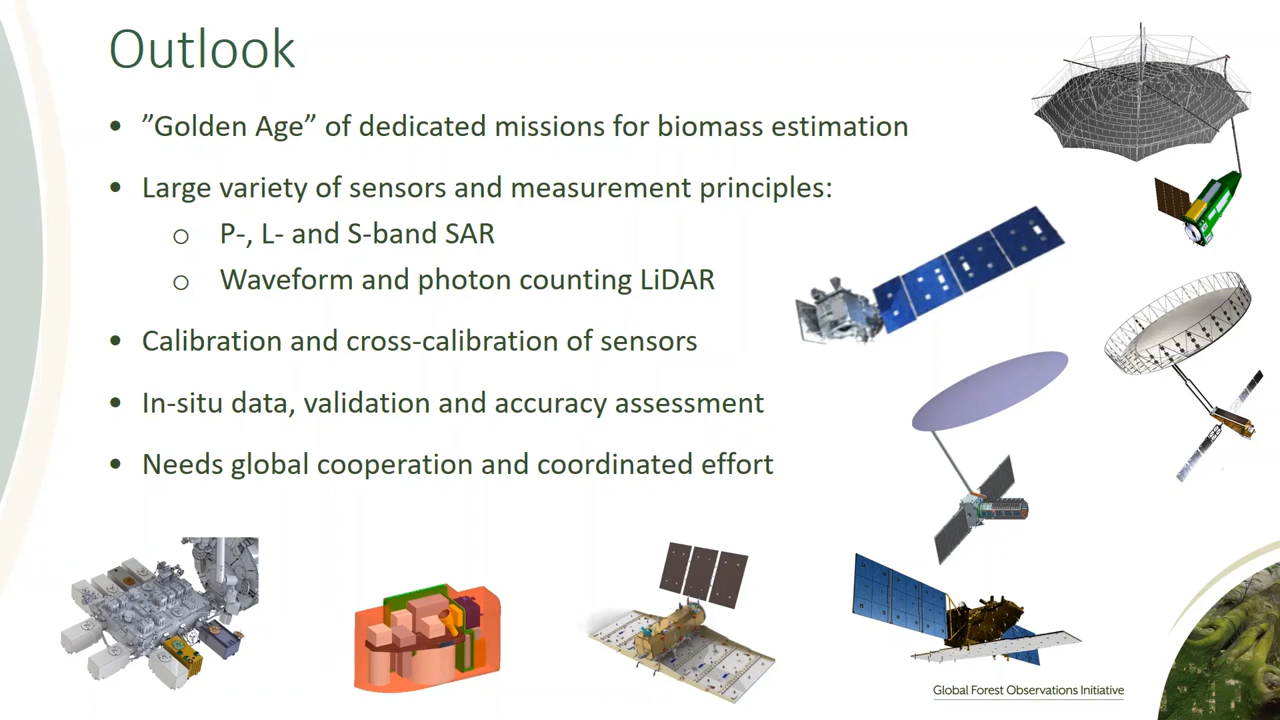 Outlook
• ”Golden Age” of dedicated missions for biomass estimation
• Large variety of sensors and measurement principles:
o P-, L- and S-band SAR
o Waveform and photon counting LiDAR
• Calibration and cross-calibration of sensors
• In-situ data, validation and accuracy assessment
• Needs global cooperation and coordinated effort
Global Forest Observations Initiative